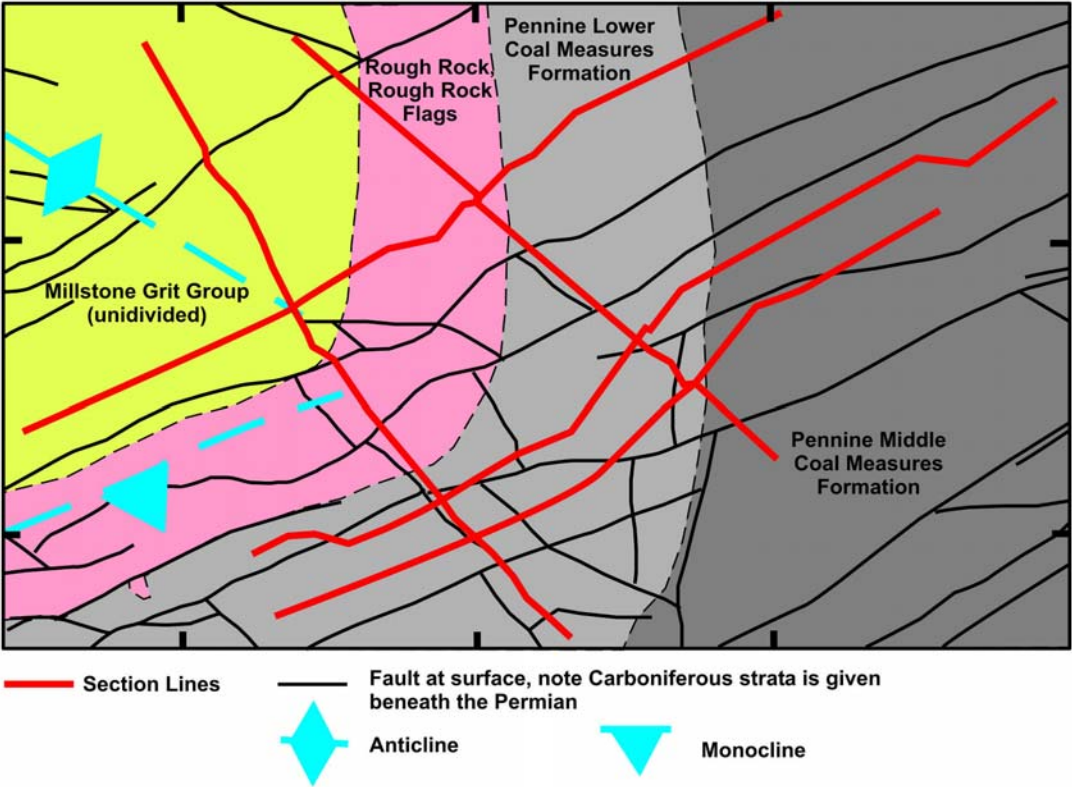 Pennine Lower
Coal Measures
Formation
Rough Rock,
Rough Rock
Flags
Millstone Grit Group
(unidivided)
Pennine Middle
Coal Measures
Formation
Section Lines
Fault at surface, note Carboniferous strata is given
beneath the Permian
Anticline
Monocline